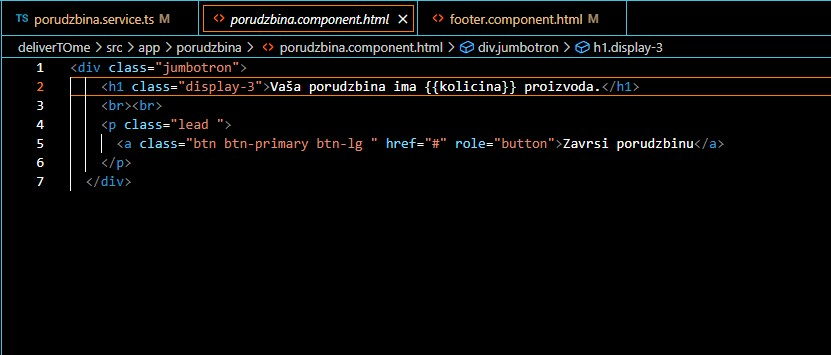 TS porudzbina.service.ts M <> porudzbina.component.html × <> footer.component.html M
deliverTOme > src > app > porudzbina > <> porudzbina.component.html > div.jumbotron > h1.display-3
1 <div class="jumbotron">
2 <h1 class="display-3">Vaša porudzbina ima {{kolicina}} proizvoda.</h1>
3 <br><br>
4 <p class="lead ">
5 <a class="btn btn-primary btn-lg " href="#" role="button">Zavrsi porudzbinu</a>
6 </p>
7 </div>